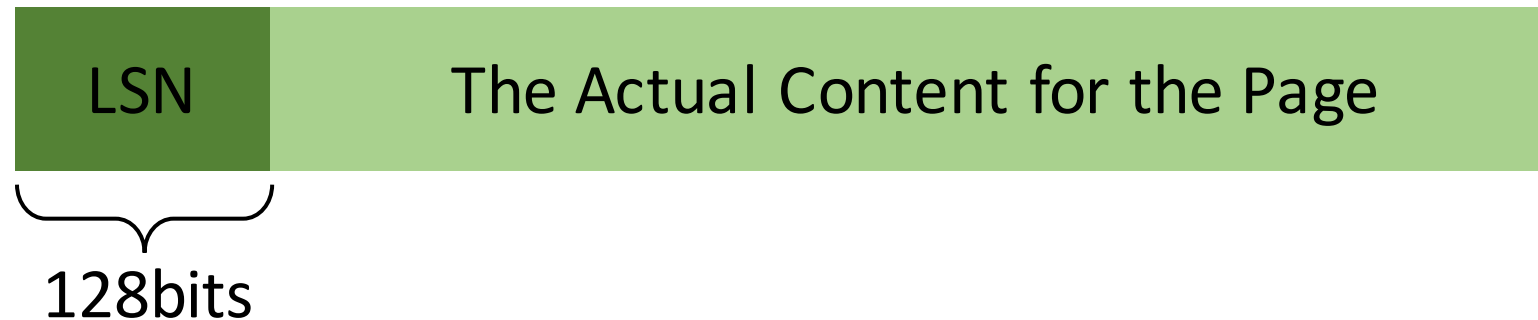 LSN
The Actual Content for the Page
128bits